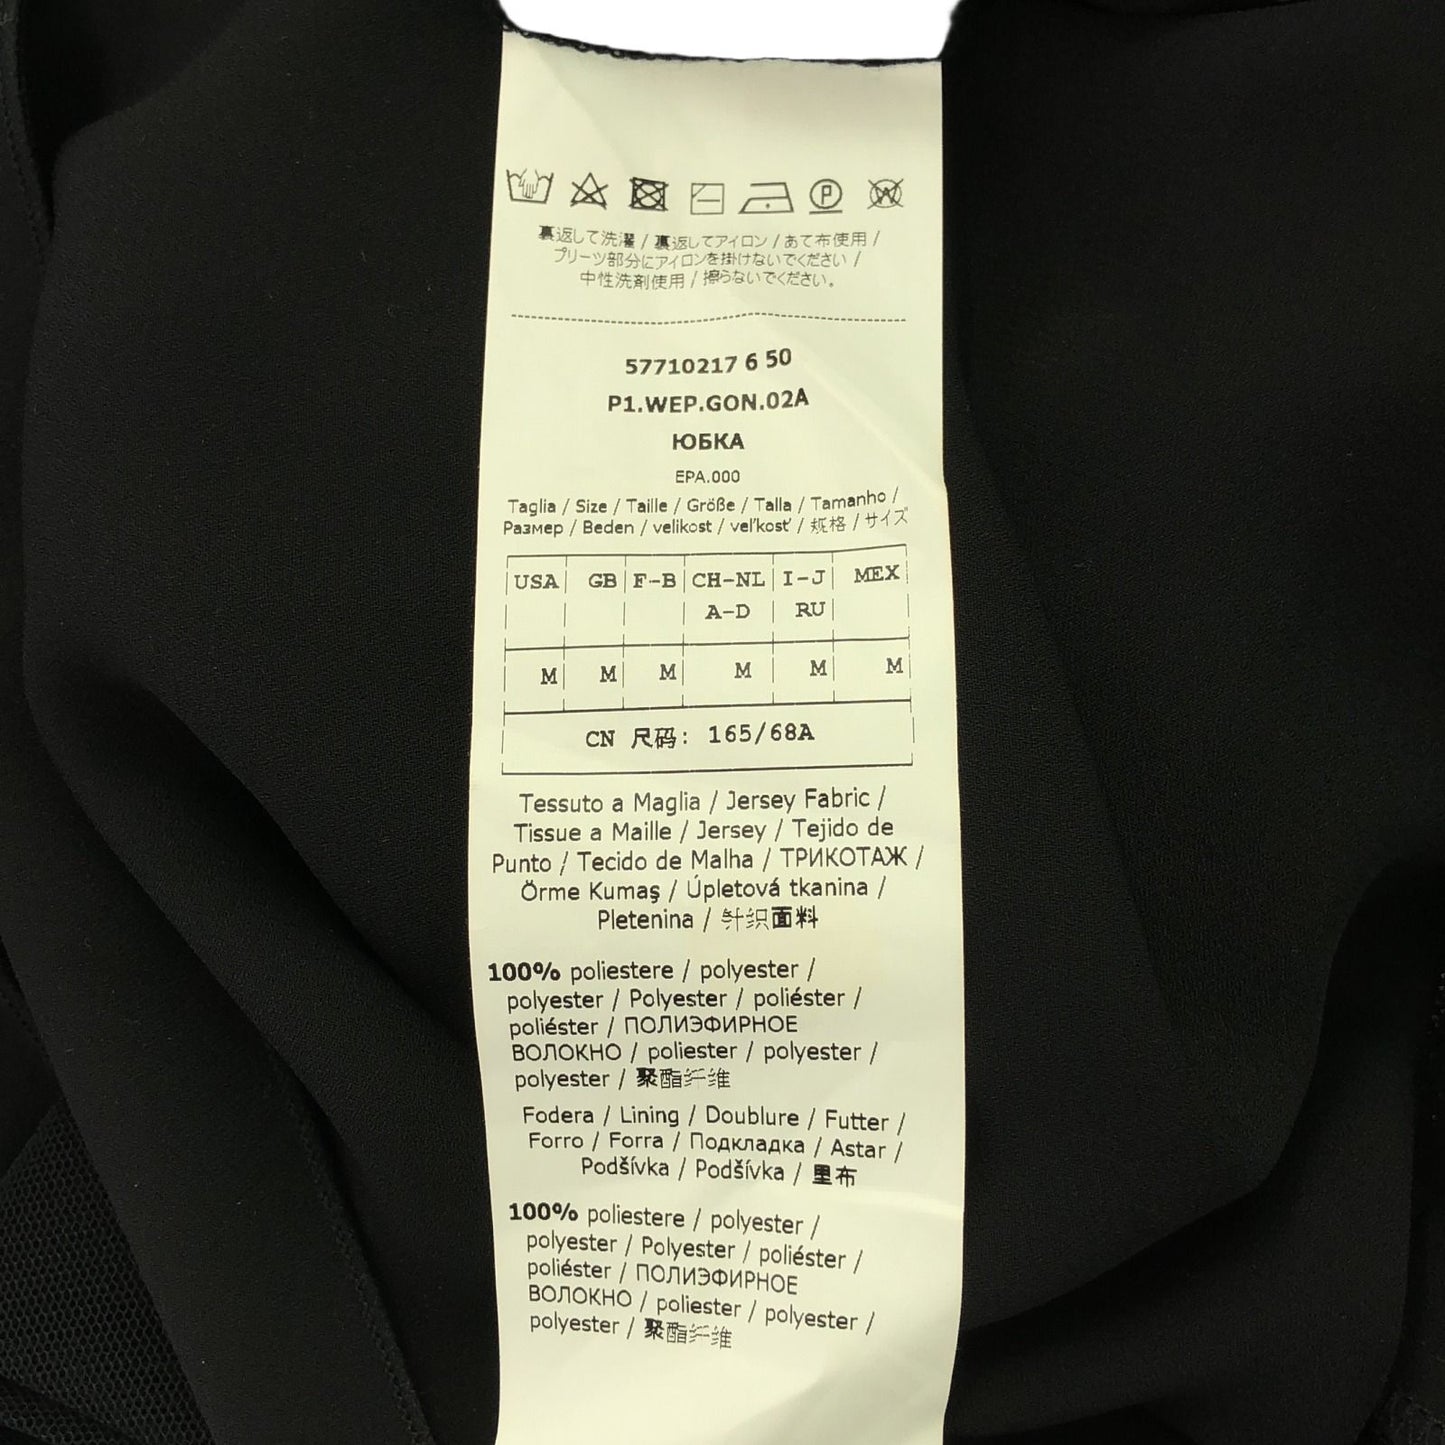 裏返して洗濯 / 裏返してアイロン / あて布使用 /
プリーツ部分にアイロンを掛けないでください /
中性洗剤使用 / 擦らないでください。
57710217 6 50
P1.WEP.GON.02A
ЮБКА
EPA.000
Taglia / Size / Taille / Größe / Talla / Tamanho /
Размер / Beden / velikost / veľkosť / 规格 / サイズ
USA GB F-B CH-NL I-J MEX
A-D RU
M M M M M M
CN 尺码: 165/68A
Tessuto a Maglia / Jersey Fabric /
Tissue a Maille / Jersey / Tejido de
Punto / Tecido de Malha / ТРИКОТАЖ /
Örme Kumaş / Úpletová tkanina /
Pletenina / 针织面料
100% poliestere / polyester /
polyester / Polyester / poliéster /
poliéster / ПОЛИЭФИРНОЕ
ВОЛОКНО / poliester / polyester /
polyester / 聚酯纤维
Fodera / Lining / Doublure / Futter /
Forro / Forra / Подкладка / Astar /
Podšívka / Podšívka / 里布
100% poliestere / polyester /
polyester / Polyester / poliéster /
poliéster / ПОЛИЭФИРНОЕ
ВОЛОКНО / poliester / polyester /
polyester / 聚酯纤维